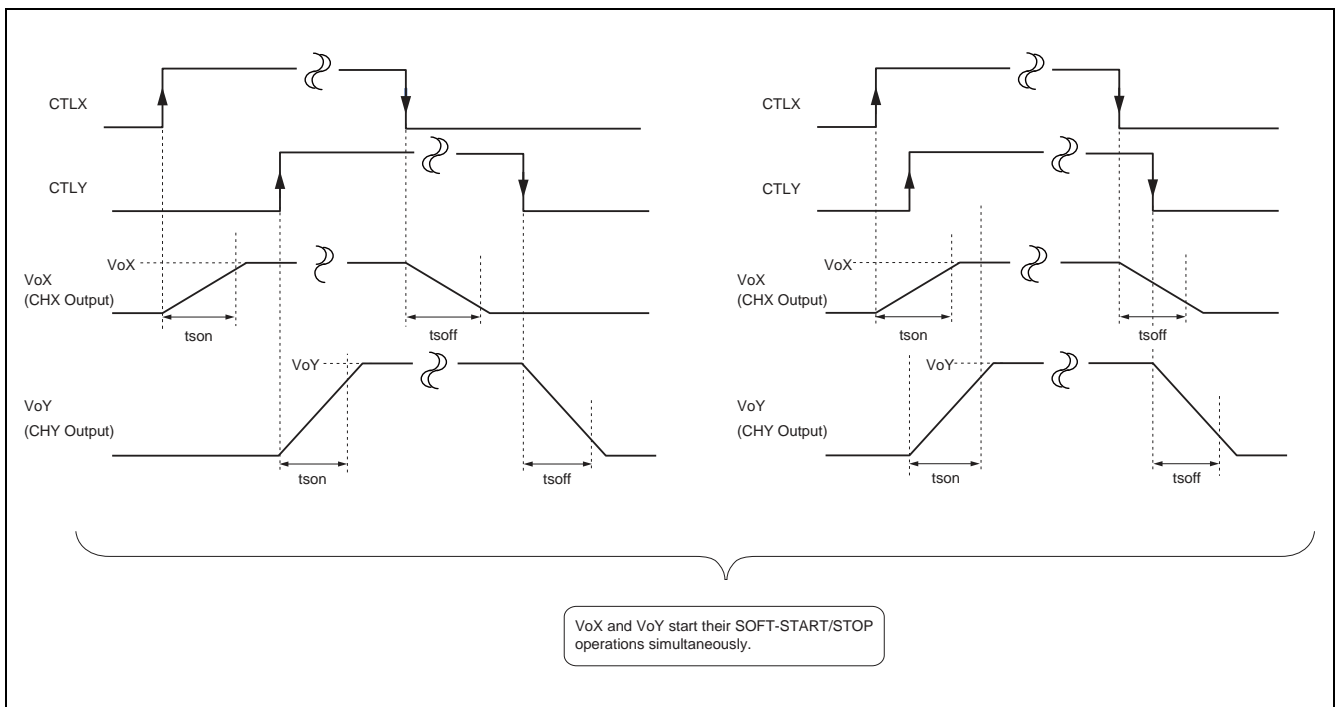 CTLX
CTLY
VoX
VoX
(CHX Output)
tson
tsoff
VoY
VoY
(CHY Output)
tson
tsoff
CTLX
CTLY
VoX
VoX
(CHX Output)
tson
tsoff
VoY
VoY
(CHY Output)
tson
tsoff
VoX and VoY start their SOFT-START/STOP
operations simultaneously.